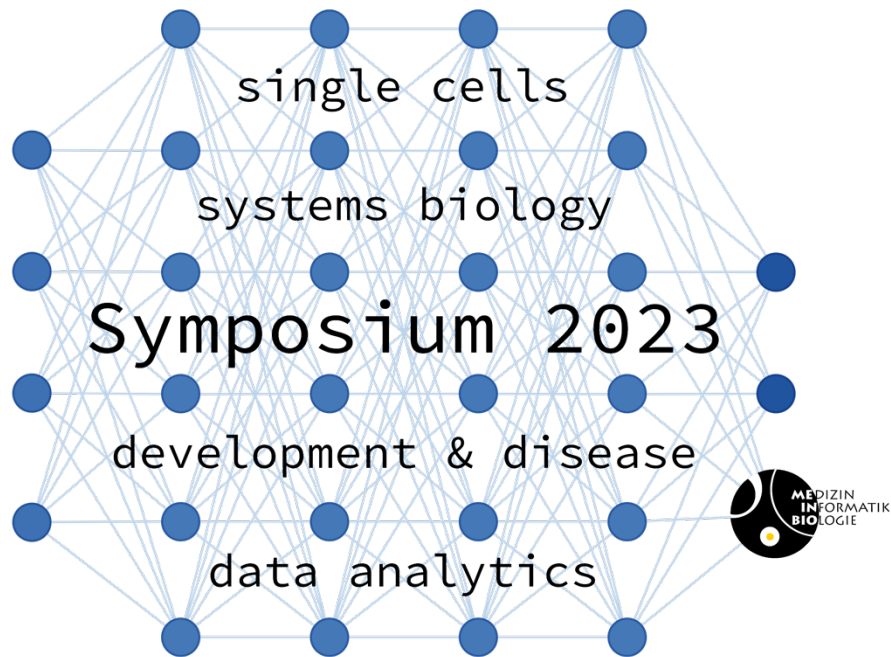 single cells
systems biology
Symposium 2023
development & disease
MEDIZIN
INFORMATIK
BIOLOGIE
data analytics